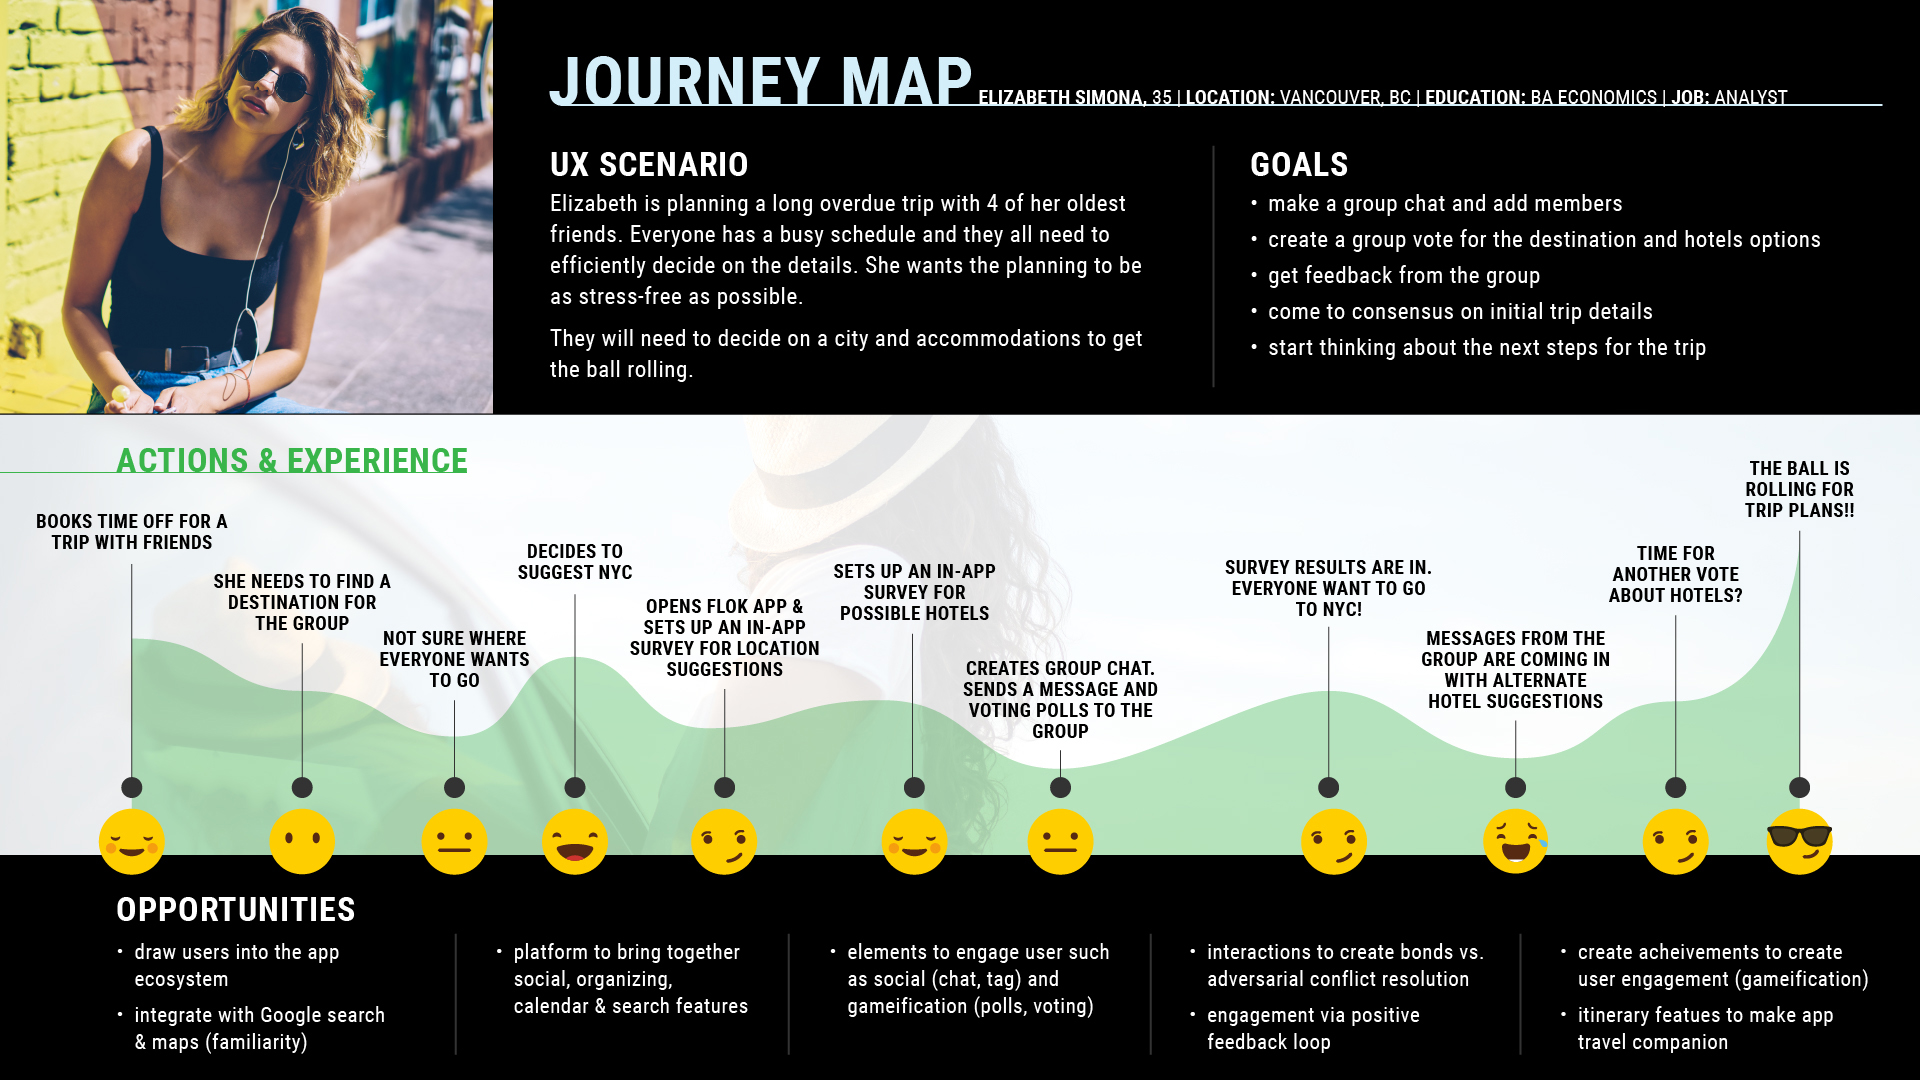 JOURNEY MAP ELIZABETH SIMONA, 35 | LOCATION: VANCOUVER, BC | EDUCATION: BA ECONOMICS | JOB: ANALYST
UX SCENARIO
Elizabeth is planning a long overdue trip with 4 of her oldest
friends. Everyone has a busy schedule and they all need to
efficiently decide on the details. She wants the planning to be
as stress-free as possible.
They will need to decide on a city and accommodations to get
the ball rolling.
GOALS
• make a group chat and add members
• create a group vote for the destination and hotels options
• get feedback from the group
• come to consensus on initial trip details
• start thinking about the next steps for the trip
ACTIONS & EXPERIENCE
BOOKS TIME OFF FOR A
TRIP WITH FRIENDS
SHE NEEDS TO FIND A
DESTINATION FOR
THE GROUP
NOT SURE WHERE
EVERYONE WANTS
TO GO
DECIDES TO
SUGGEST NYC
OPENS FLOK APP &
SETS UP AN IN-APP
SURVEY FOR LOCATION
SUGGESTIONS
SETS UP AN IN-APP
SURVEY FOR
POSSIBLE HOTELS
CREATES GROUP CHAT.
SENDS A MESSAGE AND
VOTING POLLS TO THE
GROUP
SURVEY RESULTS ARE IN.
EVERYONE WANT TO GO
TO NYC!
MESSAGES FROM THE
GROUP ARE COMING IN
WITH ALTERNATE
HOTEL SUGGESTIONS
TIME FOR
ANOTHER VOTE
ABOUT HOTELS?
THE BALL IS
ROLLING FOR
TRIP PLANS!!
OPPORTUNITIES
• draw users into the app
ecosystem
• integrate with Google search
& maps (familiarity)
• platform to bring together
social, organizing,
calendar & search features
• elements to engage user such
as social (chat, tag) and
gameification (polls, voting)
• interactions to create bonds vs.
adversarial conflict resolution
• engagement via positive
feedback loop
• create acheivements to create
user engagement (gameification)
• itinerary featues to make app
travel companion